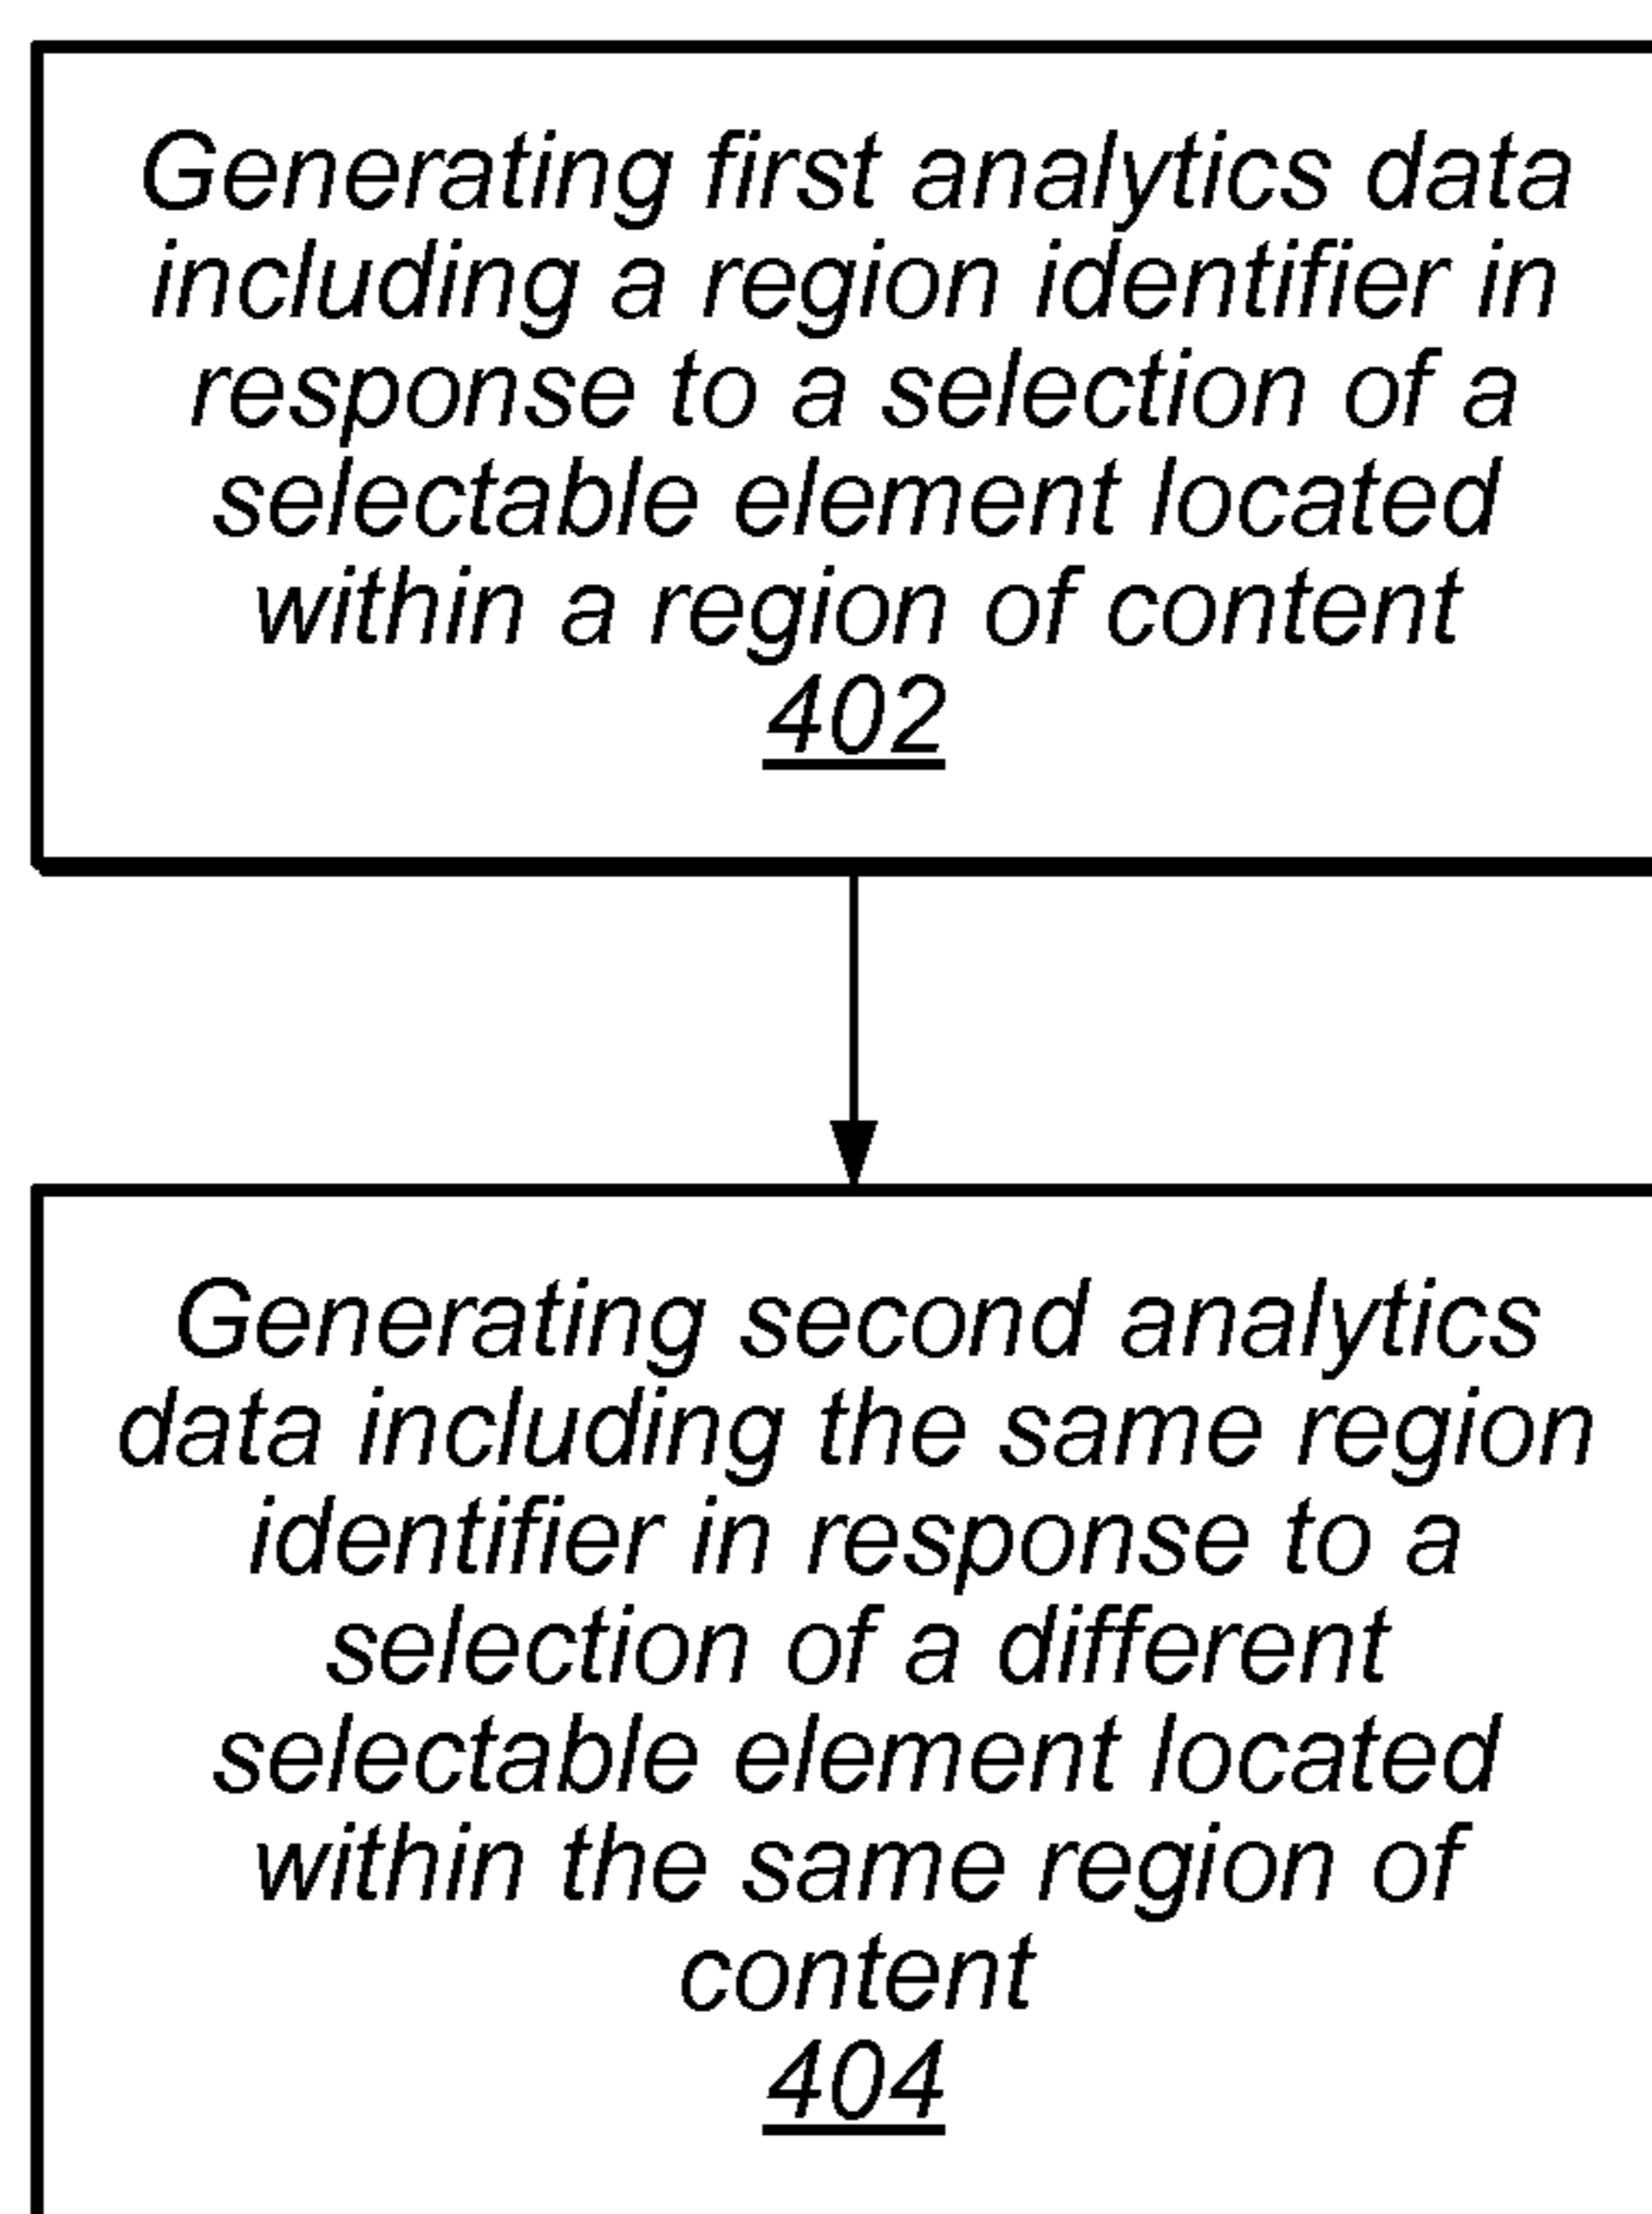 Generating first analytics data
including a region identifier in
response to a selection of a
selectable element located
within a region of content
402
Generating second analytics
data including the same region
identifier in response to a
selection of a different
selectable element located
within the same region of
content
404